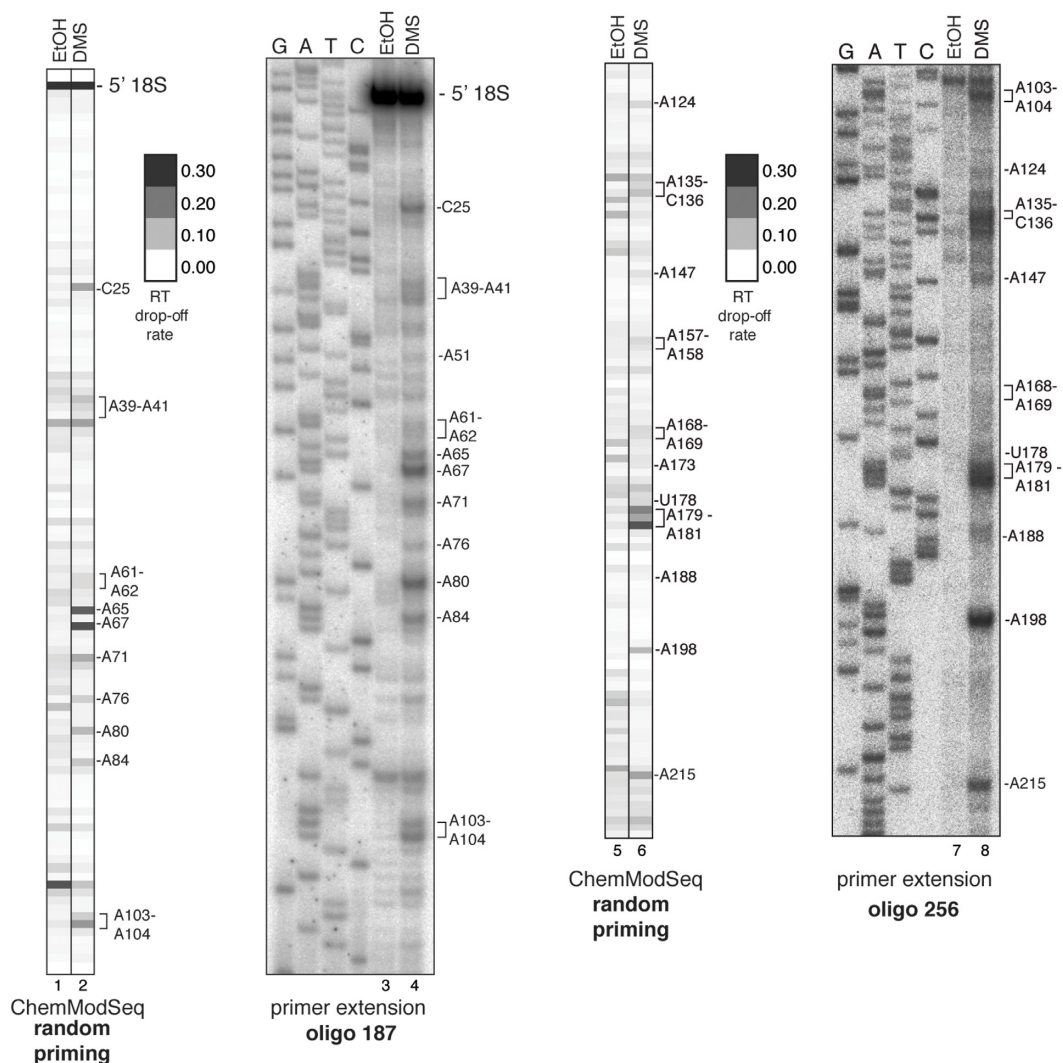 EtOH
DMS
- 5' 18S
0.30
0.20
0.10
0.00
RT
drop-off
rate
-C25
A39-A41
A61-
A62
-A65
-A67
-A71
-A76
-A80
-A84
A103-
A104
1 2
ChemModSeq
random
priming
G A T C EtOH DMS
- 5' 18S
-C25
A39-A41
-A51
A61-
A62
-A65
-A67
-A71
-A76
-A80
-A84
A103-
A104
3 4
primer extension
oligo 187
EtOH
DMS
-A124
A135-
C136
-A147
A157-
A158
A168-
A169
-A173
-U178
A179 -
A181
-A188
-A198
-A215
5 6
ChemModSeq
random
priming
0.30
0.20
0.10
0.00
RT
drop-off
rate
G A T C EtOH DMS
A103-
A104
-A124
A135-
C136
-A147
A168-
A169
-U178
A179 -
A181
-A188
-A198
-A215
7 8
primer extension
oligo 256